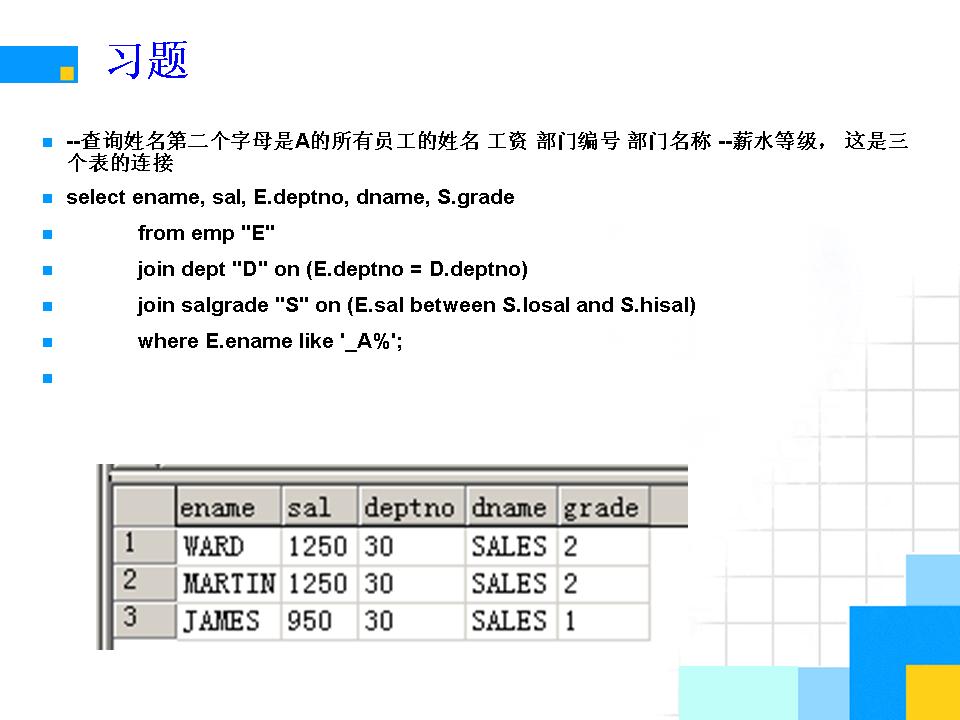 习题
--查询姓名第二个字母是A的所有员工的姓名 工资 部门编号 部门名称 --薪水等级， 这是三
个表的连接
select ename, sal, E.deptno, dname, S.grade
from emp "E"
join dept "D" on (E.deptno = D.deptno)
join salgrade "S" on (E.sal between S.losal and S.hisal)
where E.ename like '_A%';
ename sal deptno dname grade
1 WARD 1250 30 SALES 2
2 MARTIN 1250 30 SALES 2
3 JAMES 950 30 SALES 1